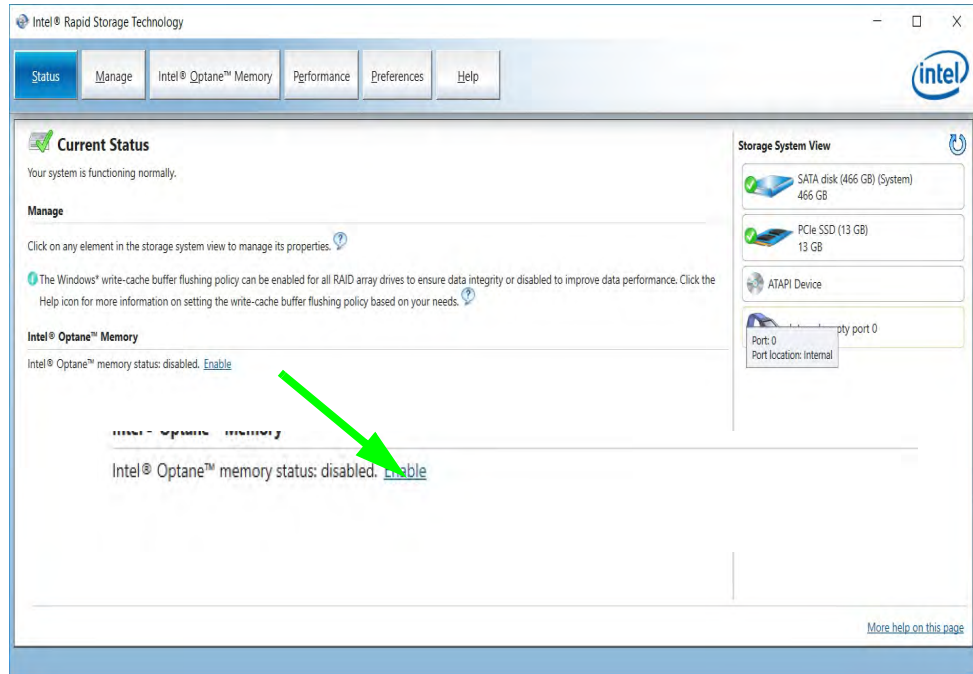 Intel® Rapid Storage Technology
Status Manage Intel® Optane™ Memory Performance Preferences Help
intel
Current Status
Your system is functioning normally.
Manage
Click on any element in the storage system view to manage its properties.
The Windows* write-cache buffer flushing policy can be enabled for all RAID array drives to ensure data integrity or disabled to improve data performance. Click the
Help icon for more information on setting the write-cache buffer flushing policy based on your needs.
Intel® Optane™ Memory
Intel® Optane™ memory status: disabled. Enable
Intel® Optane™ Memory
Intel® Optane™ memory status: disabled. Enable
Storage System View
SATA disk (466 GB) (System)
466 GB
PCIe SSD (13 GB)
13 GB
ATAPI Device
pty port 0
Port: 0
Port location: Internal
More help on this page